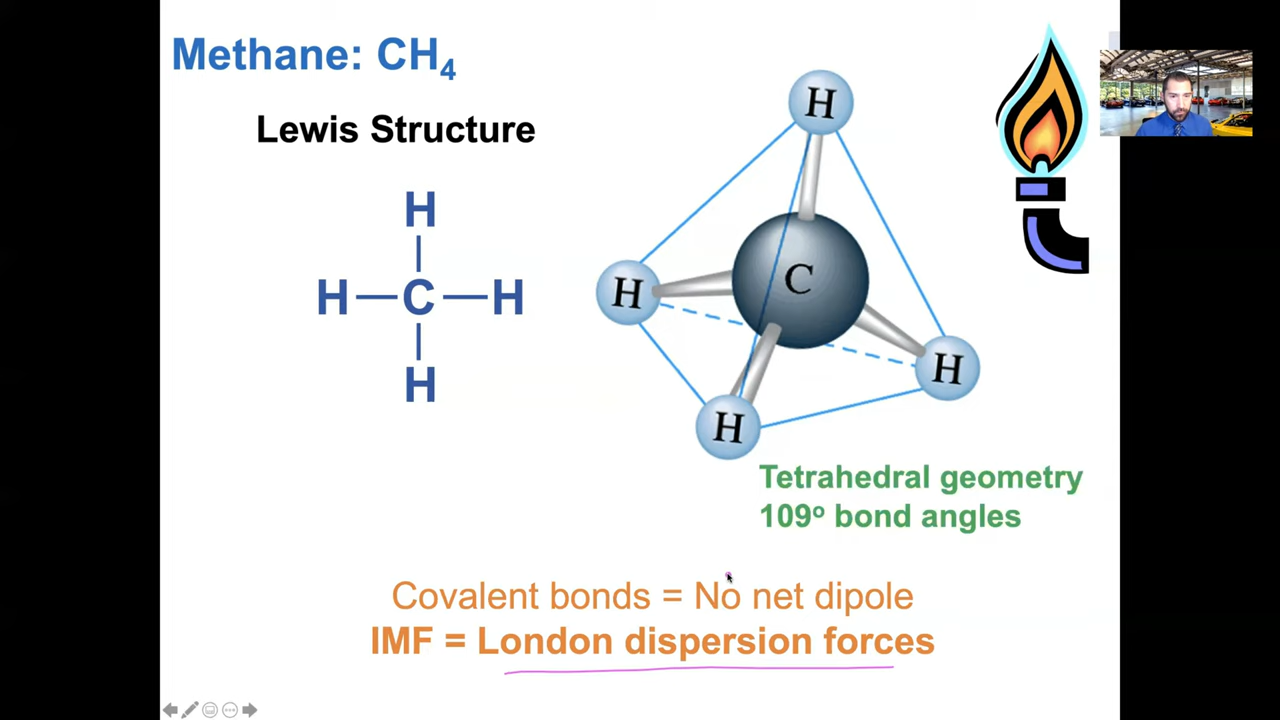 Methane: CH₄
Lewis Structure
H
H C H
H
H
C
H
H
H
Tetrahedral geometry
109º bond angles
Covalent bonds = No net dipole
IMF = London dispersion forces